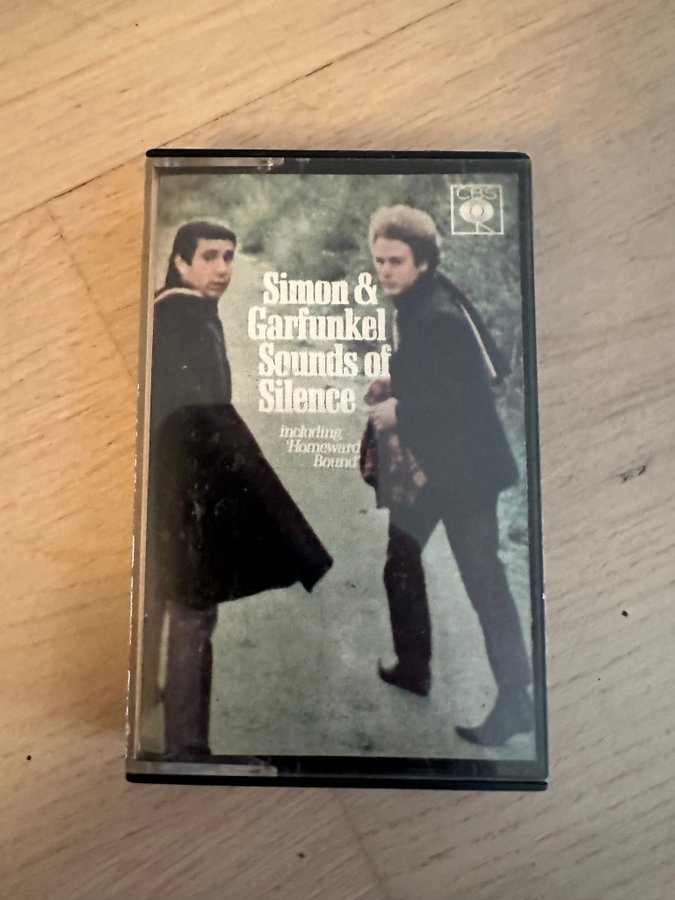 CBS
Simon &
Garfunkel
Sounds of
Silence
including
'Homeward
Bound'